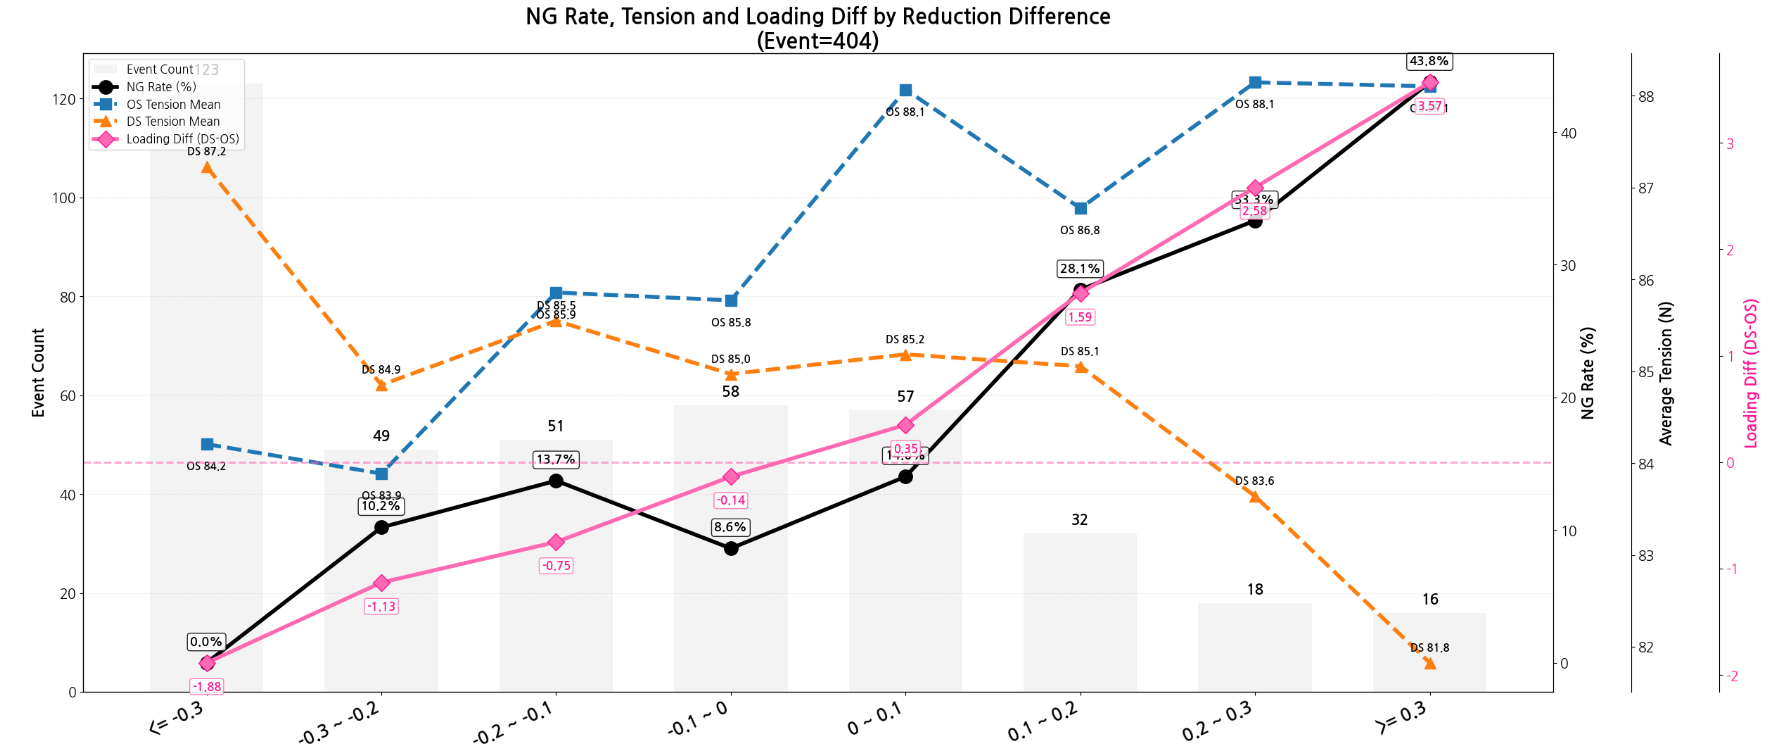 NG Rate, Tension and Loading Diff by Reduction Difference
(Event=404)
Event Count
NG Rate (%)
OS Tension Mean
DS Tension Mean
Loading Diff (DS-OS)
123
49
51
58
57
32
18
16
0.0%
10.2%
13.7%
8.6%
28.1%
33.3%
43.8%
OS 84.2
OS 83.9
OS 85.9
OS 85.8
OS 88.1
OS 86.8
OS 88.1
DS 87.2
DS 84.9
DS 85.5
DS 85.0
DS 85.2
DS 85.1
DS 83.6
DS 81.8
-1.88
-1.13
-0.75
-0.14
0.35
1.59
2.58
3.57
Event Count
0
20
40
60
80
100
120
NG Rate (%)
0
10
20
30
40
Average Tension (N)
82
83
84
85
86
87
88
Loading Diff (DS-OS)
-2
-1
0
1
2
3
<= -0.3
-0.3 ~ -0.2
-0.2 ~ -0.1
-0.1 ~ 0
0 ~ 0.1
0.1 ~ 0.2
0.2 ~ 0.3
>= 0.3